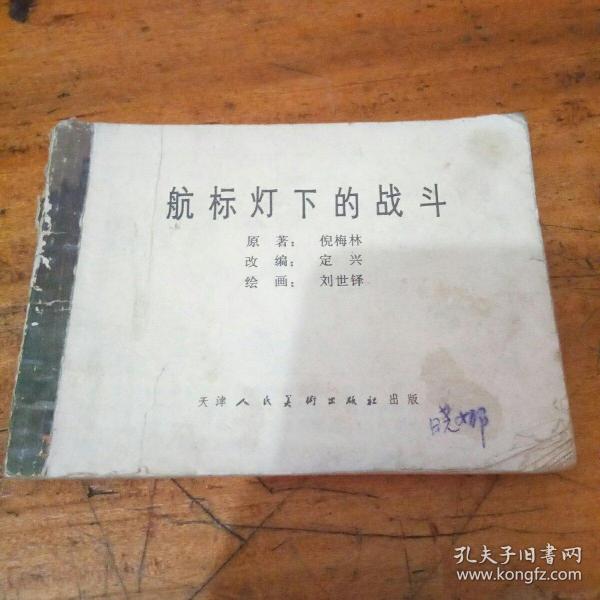 航标灯下的战斗
原著：倪梅林
改编：定兴
绘画：刘世铎
天津人民美術出版社出版
晓娜
孔夫子旧书网
www.kongfz.com